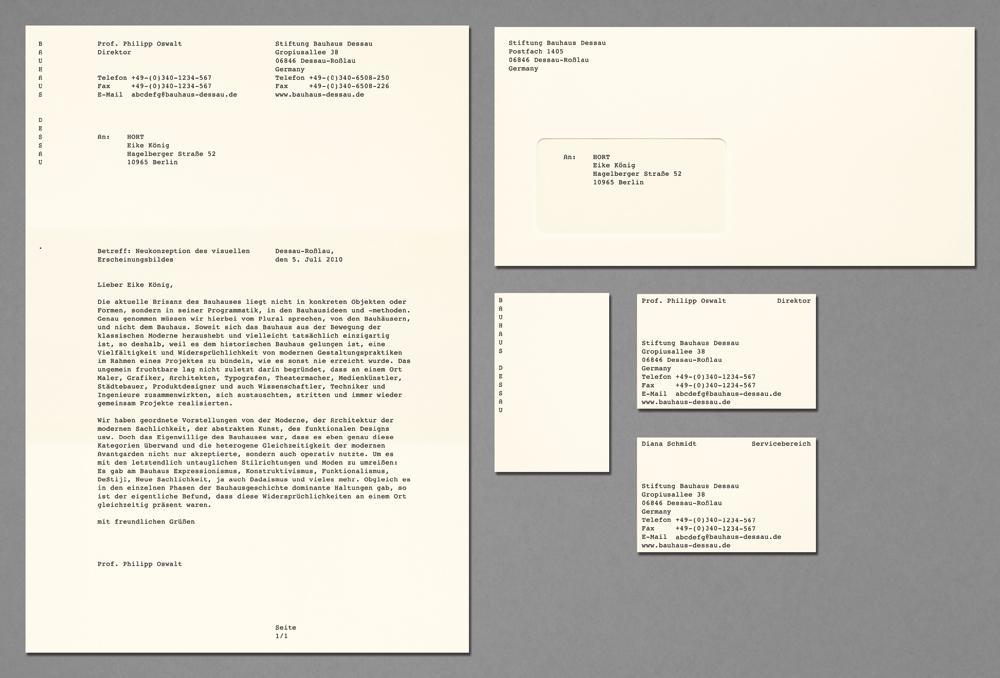 BAUHAUS DESSAU
Prof. Philipp Oswalt
Direktor
Telefon +49-(0)340-1234-567
Fax +49-(0)340-1234-567
E-Mail abcdefg@bauhaus-dessau.de
Stiftung Bauhaus Dessau
Gropiusallee 38
06846 Dessau-Roßlau
Germany
Telefon +49-(0)340-6508-250
Fax +49-(0)340-6508-226
www.bauhaus-dessau.de
An: HORT
Eike König
Hagelberger Straße 52
10965 Berlin
Betreff: Neukonzeption des visuellen
Erscheinungsbildes
Dessau-Roßlau,
den 5. Juli 2010
Lieber Eike König,
Die aktuelle Brisanz des Bauhauses liegt nicht in konkreten Objekten oder
Formen, sondern in seiner Programmatik, in den Bauhausideen und -methoden.
Genau genommen müssen wir hierbei vom Plural sprechen, von den Bauhäusern,
und nicht dem Bauhaus. Soweit sich das Bauhaus aus der Bewegung der
klassischen Moderne heraushebt und vielleicht tatsächlich einzigartig
ist, so deshalb, weil es dem historischen Bauhaus gelungen ist, eine
Vielfältigkeit und Widersprüchlichkeit von modernen Gestaltungspraktiken
im Rahmen eines Projektes zu bündeln, wie es sonst nie erreicht wurde. Das
ungemein fruchtbare lag nicht zuletzt darin begründet, dass an einem Ort
Maler, Grafiker, Architekten, Typografen, Theatermacher, Medienkünstler,
Städtebauer, Produktdesigner und auch Wissenschaftler, Techniker und
Ingenieure zusammenwirkten, sich austauschten, stritten und immer wieder
gemeinsam Projekte realisierten.
Wir haben geordnete Vorstellungen von der Moderne, der Architektur der
modernen Sachlichkeit, der abstrakten Kunst, des funktionalen Designs
usw. Doch das Eigenwillige des Bauhauses war, dass es eben genau diese
Kategorien überwand und die heterogene Gleichzeitigkeit der modernen
Avantgarden nicht nur akzeptierte, sondern auch operativ nutzte. Um es
mit den letztendlich untauglichen Stilrichtungen und Moden zu umreißen:
Es gab am Bauhaus Expressionismus, Konstruktivismus, Funktionalismus,
DeStijl, Neue Sachlichkeit, ja auch Dadaismus und vieles mehr. Obgleich es
in den einzelnen Phasen der Bauhausgeschichte dominante Haltungen gab, so
ist der eigentliche Befund, dass diese Widersprüchlichkeiten an einem Ort
gleichzeitig präsent waren.
mit freundlichen Grüßen
Prof. Philipp Oswalt
Seite
1/1
Stiftung Bauhaus Dessau
Postfach 1405
06846 Dessau-Roßlau
Germany
An: HORT
Eike König
Hagelberger Straße 52
10965 Berlin
BAUHAUS DESSAU
Prof. Philipp Oswalt Direktor
Stiftung Bauhaus Dessau
Gropiusallee 38
06846 Dessau-Roßlau
Germany
Telefon +49-(0)340-1234-567
Fax +49-(0)340-1234-567
E-Mail abcdefg@bauhaus-dessau.de
www.bauhaus-dessau.de
Diana Schmidt Servicebereich
Stiftung Bauhaus Dessau
Gropiusallee 38
06846 Dessau-Roßlau
Germany
Telefon +49-(0)340-1234-567
Fax +49-(0)340-1234-567
E-Mail abcdefg@bauhaus-dessau.de
www.bauhaus-dessau.de